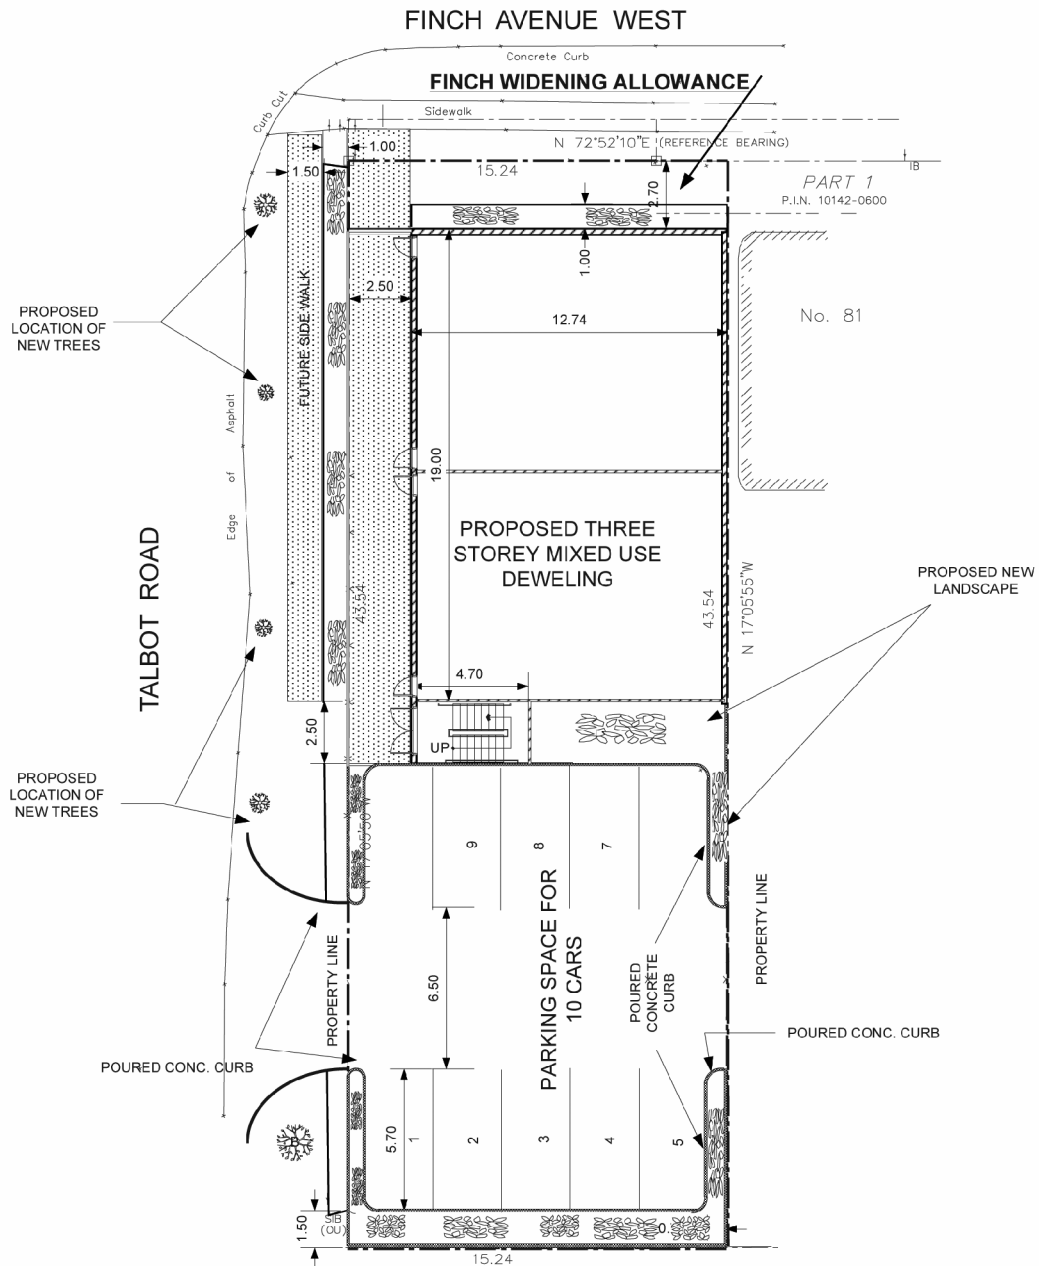 FINCH AVENUE WEST
Concrete Curb
FINCH WIDENING ALLOWANCE
Curb Cut
Sidewalk
N 72°52'10"E (REFERENCE BEARING)
1.00
15.24
IB
1.50
2.70
PART 1
P.I.N. 10142-0600
1.00
2.50
12.74
No. 81
PROPOSED
LOCATION OF
NEW TREES
FUTURE SIDE WALK
Edge of Asphalt
19.00
PROPOSED THREE
STOREY MIXED USE
DEWELING
TALBOT ROAD
43.54
43.54
N 17°05'55"W
PROPOSED NEW
LANDSCAPE
4.70
2.50
UP
PROPOSED
LOCATION OF
NEW TREES
N 17°05'50"W
9
8
7
PARKING SPACE FOR
10 CARS
PROPERTY LINE
PROPERTY LINE
6.50
POURED
CONCRETE
CURB
POURED CONC. CURB
POURED CONC. CURB
5.70
1
2
3
4
5
B
1.50
SIB
(OU)
0.
15.24